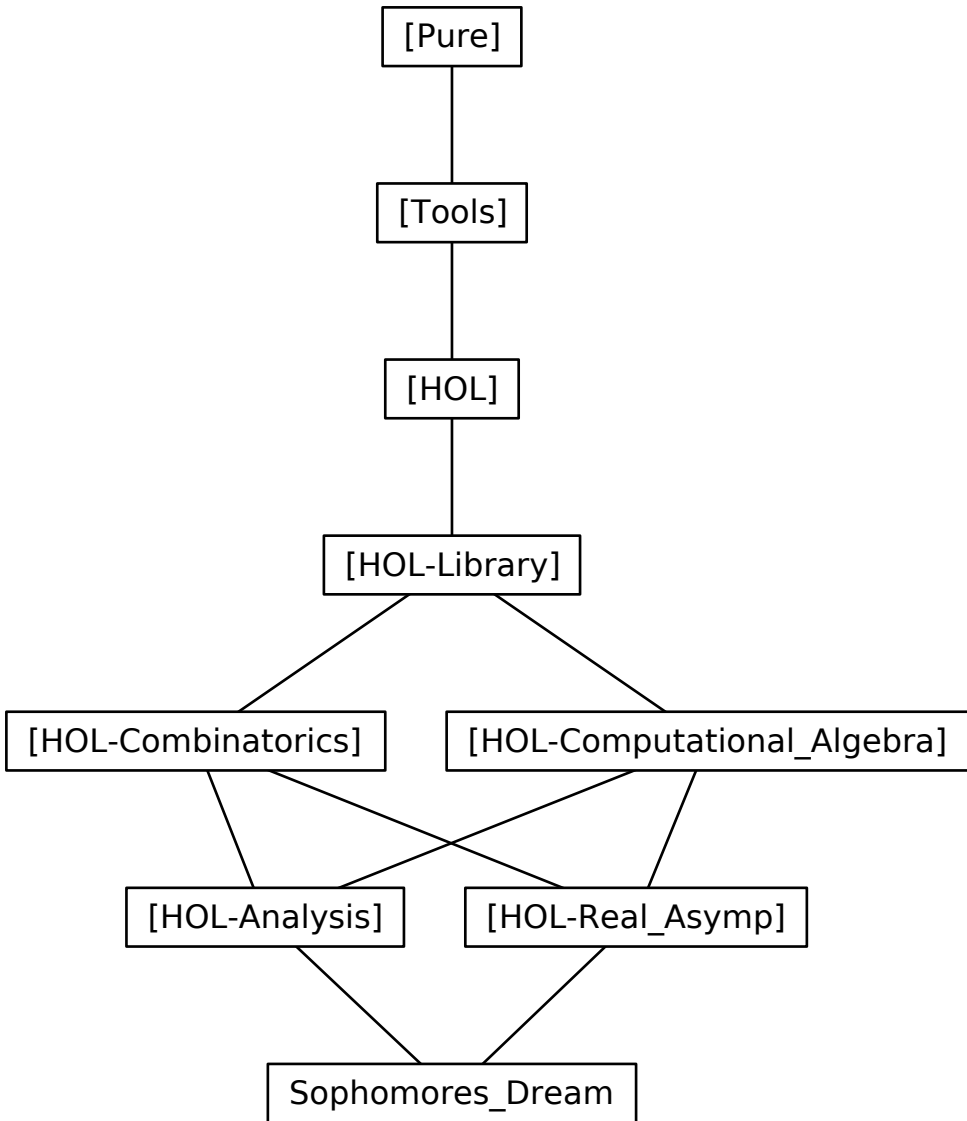 [Pure]
[Tools]
[HOL]
[HOL-Library]
[HOL-Combinatorics]
[HOL-Computational_Algebra]
[HOL-Analysis]
[HOL-Real_Asymp]
Sophomores_Dream